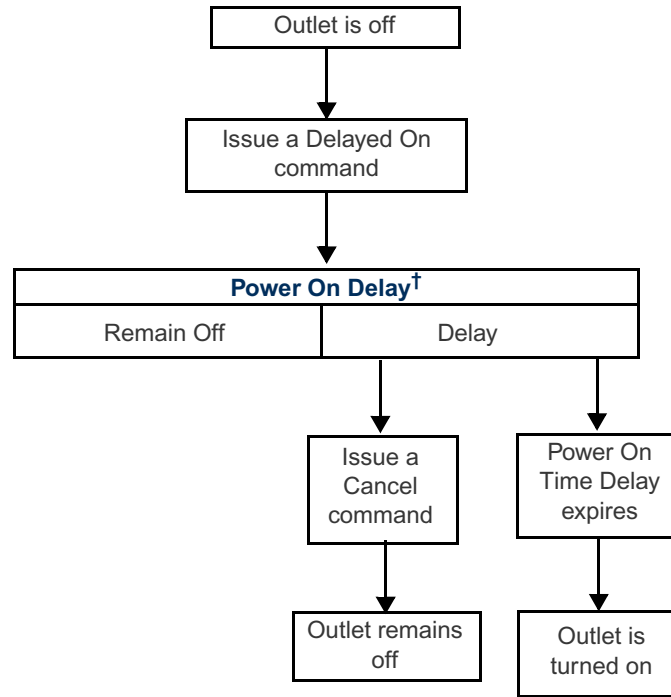 Outlet is off
Issue a Delayed On
command
Power On Delay†
Remain Off
Delay
Issue a
Cancel
command
Power On
Time Delay
expires
Outlet remains
off
Outlet is
turned on